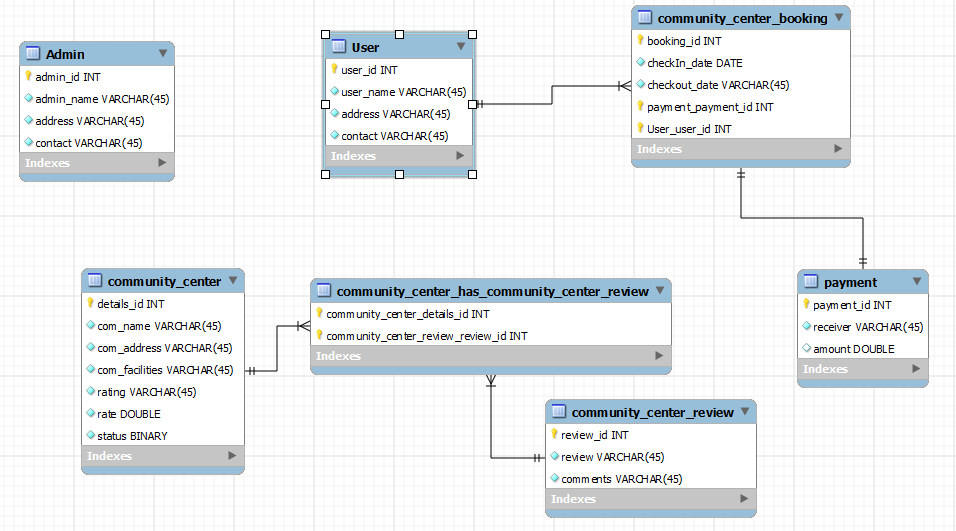 Admin
admin_id INT
admin_name VARCHAR(45)
address VARCHAR(45)
contact VARCHAR(45)
Indexes
User
user_id INT
user_name VARCHAR(45)
address VARCHAR(45)
contact VARCHAR(45)
Indexes
community_center_booking
booking_id INT
checkIn_date DATE
checkout_date VARCHAR(45)
payment_payment_id INT
User_user_id INT
Indexes
community_center
details_id INT
com_name VARCHAR(45)
com_address VARCHAR(45)
com_facilities VARCHAR(45)
rating VARCHAR(45)
rate DOUBLE
status BINARY
Indexes
community_center_has_community_center_review
community_center_details_id INT
community_center_review_review_id INT
Indexes
payment
payment_id INT
receiver VARCHAR(45)
amount DOUBLE
Indexes
community_center_review
review_id INT
review VARCHAR(45)
comments VARCHAR(45)
Indexes